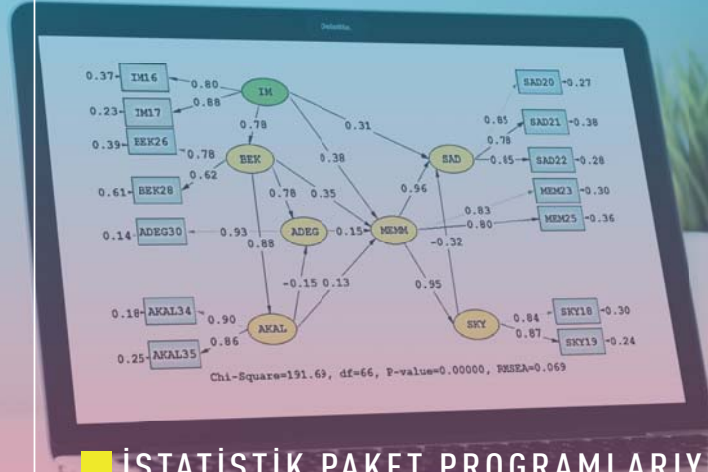 Deloitte.
0.37 IM16 0.80 IM SAD20 0.27
0.23 IM17 0.88 0.31 0.85 SAD21 0.38
0.39 BEK26 0.78 0.78 BEK 0.38 SAD 0.78 0.85 SAD22 0.28
0.61 BEK28 0.62 0.78 0.35 0.96 MEM23 0.30
0.14 ADEG30 0.93 0.88 ADEG 0.15 MEMM 0.83 0.80 MEM25 0.36
-0.15 0.13 0.95 -0.32
0.18 AKAL34 0.90 AKAL SKY 0.84 SKY18 0.30
0.25 AKAL35 0.86 0.87 SKY19 0.24
Chi-Square=191.69, df=66, P-value=0.00000, RMSEA=0.069
İSTATİSTİK PAKET PROGRAMLARIY